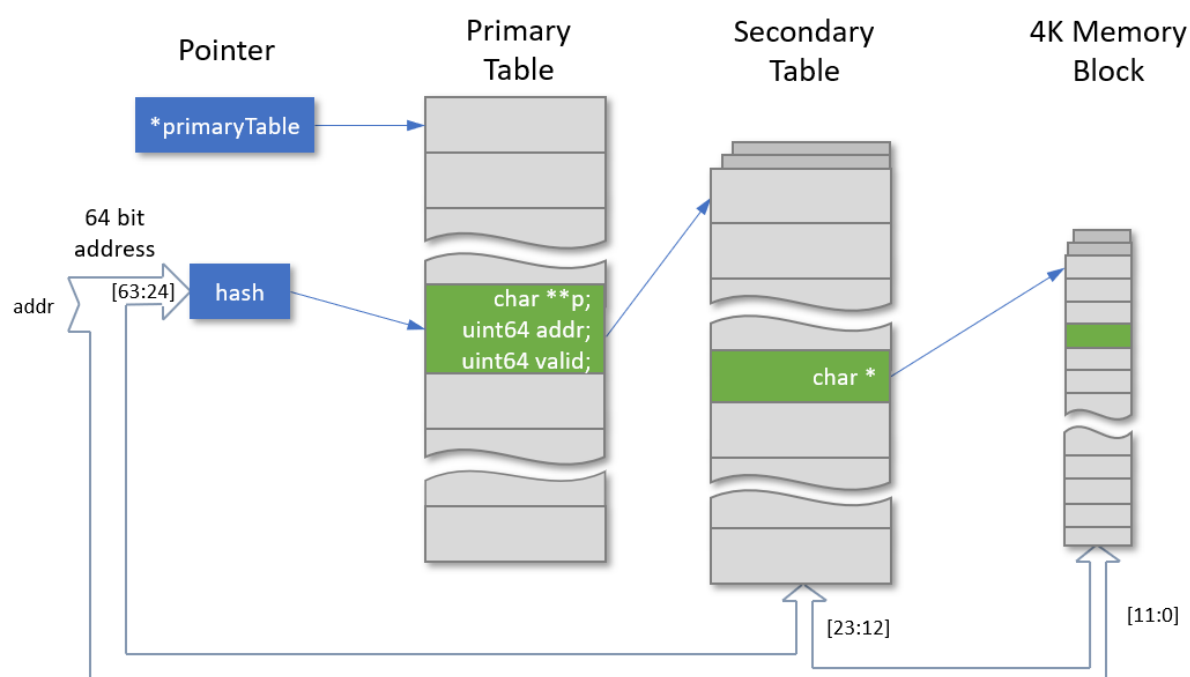 Pointer
Primary
Table
Secondary
Table
4K Memory
Block
*primaryTable
64 bit
address
addr
[63:24]
hash
char **p;
uint64 addr;
uint64 valid;
char *
[23:12]
[11:0]